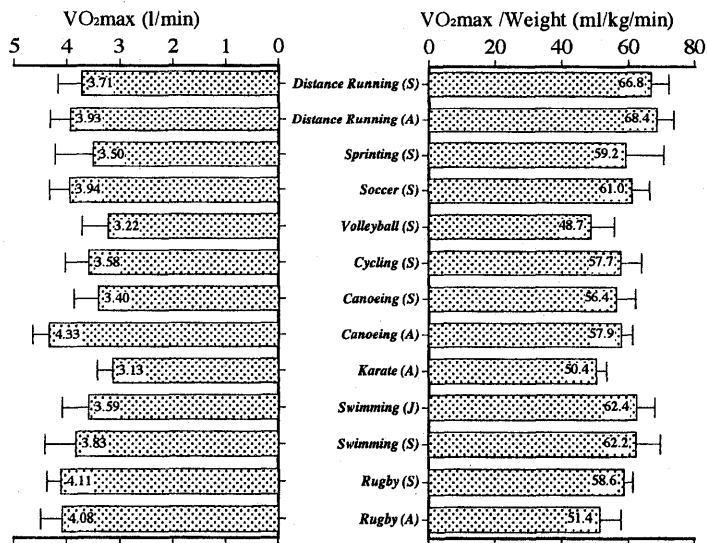 VO₂max (l/min) VO₂max /Weight (ml/kg/min)
5 4 3 2 1 0 0 20 40 60 80
3.71 Distance Running (S) 66.8
3.93 Distance Running (A) 68.4
3.50 Sprinting (S) 59.2
3.94 Soccer (S) 61.0
3.22 Volleyball (S) 48.7
3.58 Cycling (S) 57.7
3.40 Canoeing (S) 56.4
4.33 Canoeing (A) 57.9
3.13 Karate (A) 50.4
3.59 Swimming (J) 62.4
3.83 Swimming (S) 62.2
4.11 Rugby (S) 58.6
4.08 Rugby (A) 51.4